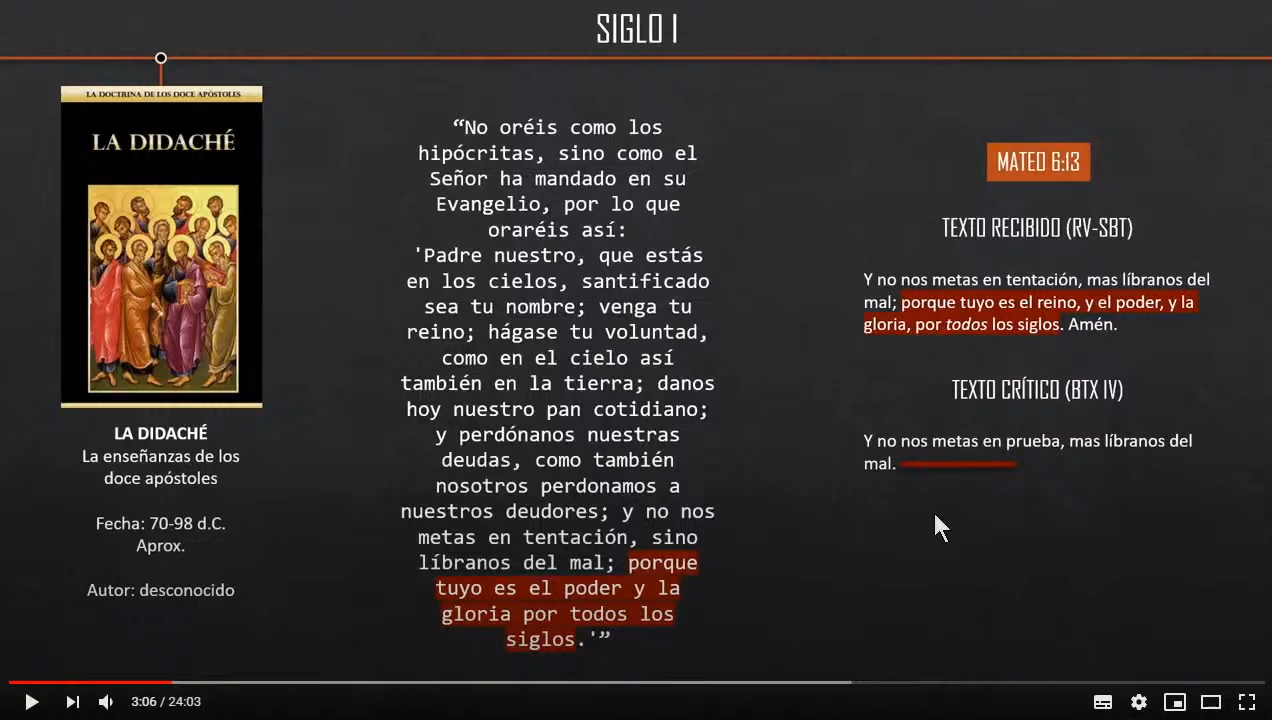 SIGLO I
LA DOCTRINA DE LOS DOCE APÓSTOLES
LA DIDACHÉ
LA DIDACHÉ
La enseñanzas de los
doce apóstoles
Fecha: 70-98 d.C.
Aprox.
Autor: desconocido
“No oréis como los
hipócritas, sino como el
Señor ha mandado en su
Evangelio, por lo que
oraréis así:
'Padre nuestro, que estás
en los cielos, santificado
sea tu nombre; venga tu
reino; hágase tu voluntad,
como en el cielo así
también en la tierra; danos
hoy nuestro pan cotidiano;
y perdónanos nuestras
deudas, como también
nosotros perdonamos a
nuestros deudores; y no nos
metas en tentación, sino
líbranos del mal; porque
tuyo es el poder y la
gloria por todos los
siglos.'”
MATEO 6:13
TEXTO RECIBIDO (RV-SBT)
Y no nos metas en tentación, mas líbranos del
mal; porque tuyo es el reino, y el poder, y la
gloria, por todos los siglos. Amén.
TEXTO CRÍTICO (BTX IV)
Y no nos metas en prueba, mas líbranos del
mal.
3:06 / 24:03